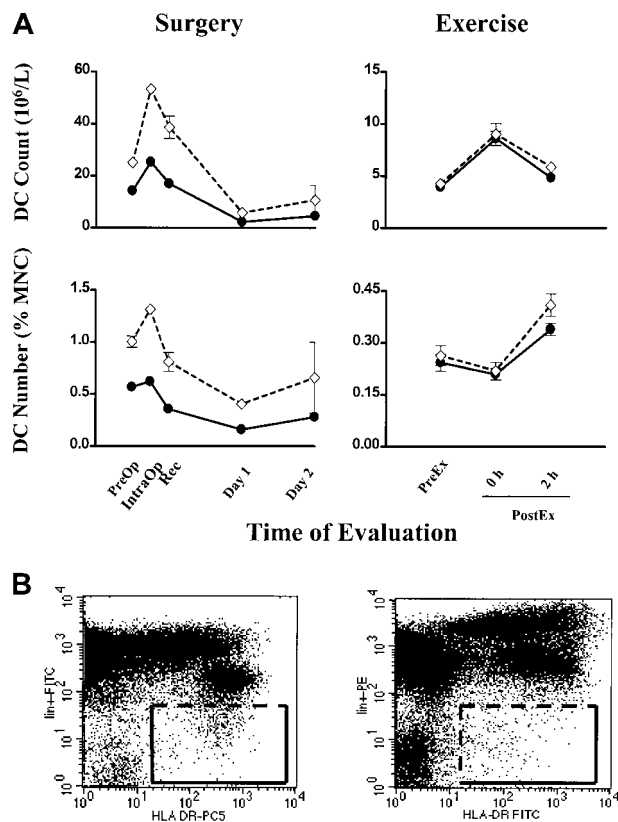 A
Surgery
Exercise
DC Count (10⁶/L)
60
40
20
0
15
10
5
0
DC Number (% MNC)
1.5
1.0
0.5
0.0
0.45
0.30
0.15
0.00
PreOp
IntraOp
Rec
Day 1
Day 2
PreEx
0 h
2 h
PostEx
Time of Evaluation
B
lin-FITC
10⁴
10³
10²
10¹
10⁰
10⁰ 10¹ 10² 10³ 10⁴
HLA DR-PC5
lin-PE
10⁴
10³
10²
10¹
10⁰
10⁰ 10¹ 10² 10³ 10⁴
HLA-DR FITC